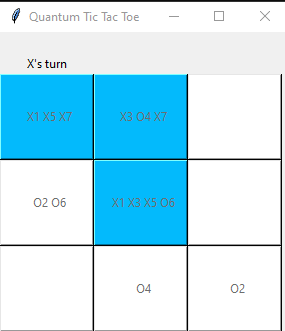 Quantum Tic Tac Toe
X's turn
X1 X5 X7
X3 O4 X7
O2 O6
X1 X3 X5 O6
O4
O2